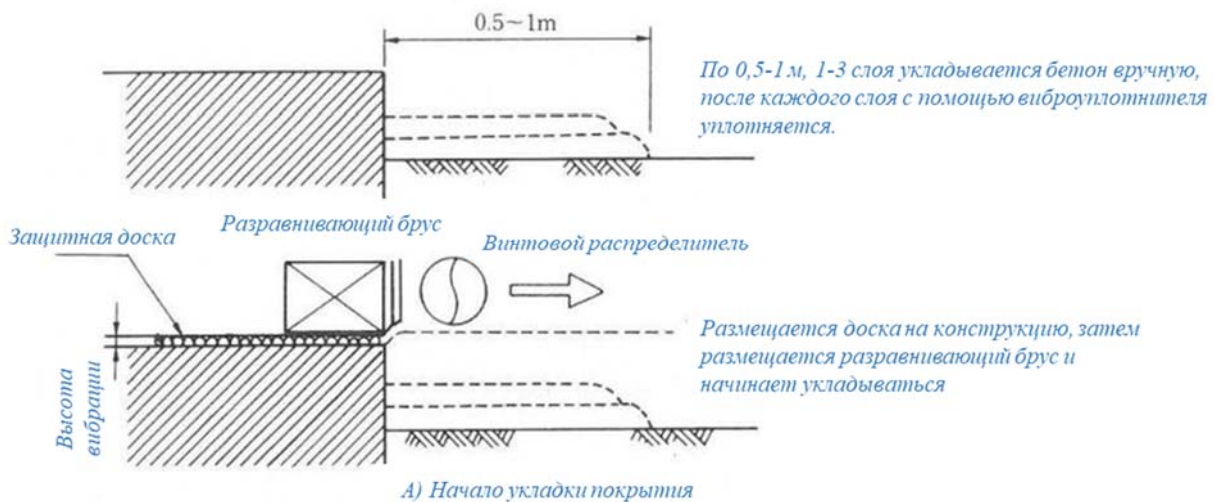 0.5~1m
По 0,5-1 м, 1-3 слоя укладывается бетон вручную,
после каждого слоя с помощью виброуплотнителя
уплотняется.
Разравнивающий брус
Защитная доска
Винтовой распределитель
Размещается доска на конструкцию, затем
размещается разравнивающий брус и
начинает укладываться
Высота
вибрации
А) Начало укладки покрытия